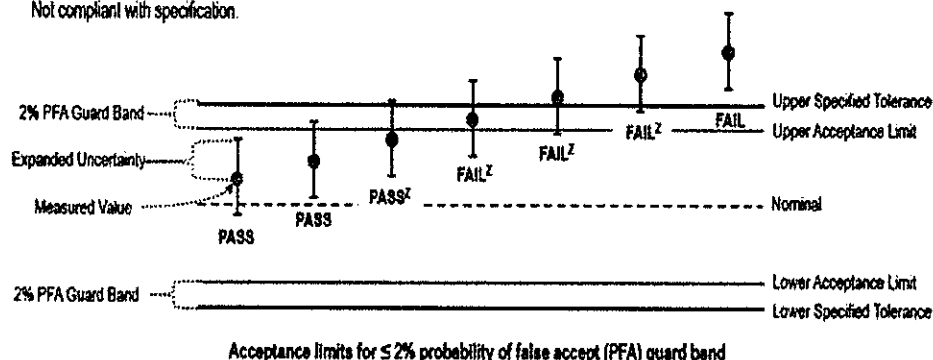 Not compliant with specification.
2% PFA Guard Band
Upper Specified Tolerance
Upper Acceptance Limit
Expanded Uncertainty
Measured Value
Nominal
PASS
PASS
PASSᶻ
FAILᶻ
FAILᶻ
FAILᶻ
FAIL
2% PFA Guard Band
Lower Acceptance Limit
Lower Specified Tolerance
Acceptance limits for ≤ 2% probability of false accept (PFA) guard band